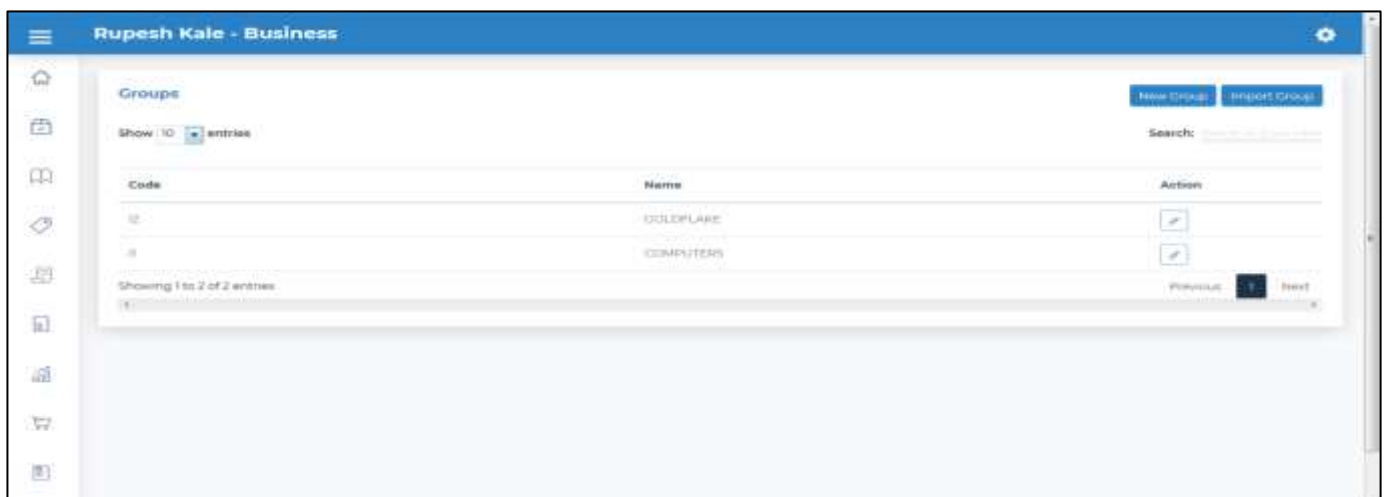 Rupesh Kale - Business
Groups
New Group Import Group
Show 10 entries
Search:
Code Name Action
12 GOLDFLAKE
COMPUTERS
Showing 1 to 2 of 2 entries
Previous 1 Next